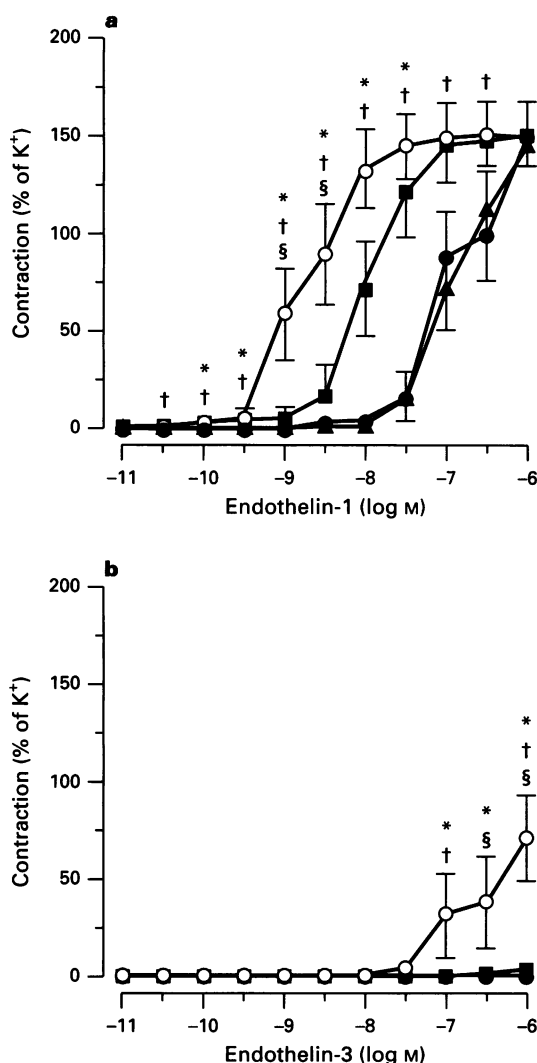 a
200
150
100
50
0
Contraction (% of K⁺)
* † § * † § * † * † † †
† * † * †
−11 −10 −9 −8 −7 −6
Endothelin-1 (log M)
b
200
150
100
50
0
Contraction (% of K⁺)
* † * § * † §
−11 −10 −9 −8 −7 −6
Endothelin-3 (log M)